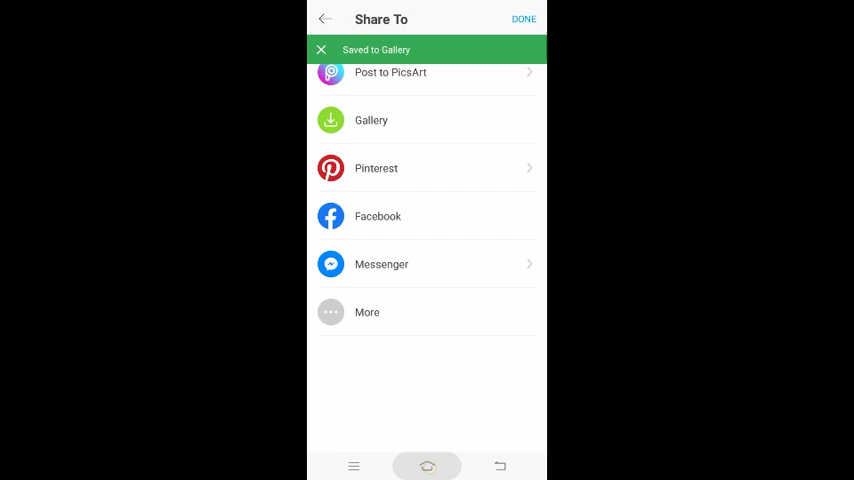 Share To
DONE
Saved to Gallery
Post to PicsArt
Gallery
Pinterest
Facebook
Messenger
More